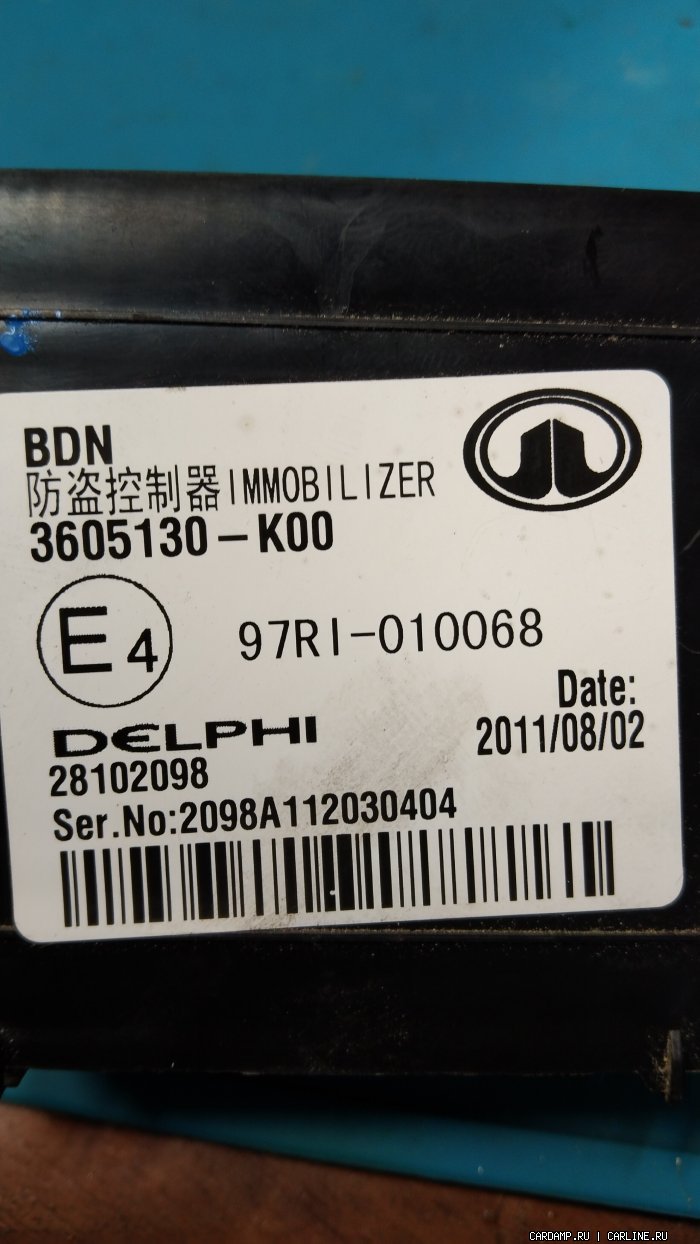 BDN
防盗控制器IMMOBILIZER
3605130-K00
E4 97RI-010068
Date:
DELPHI 2011/08/02
28102098
Ser.No:2098A112030404
CARDAMP.RU | CARLINE.RU